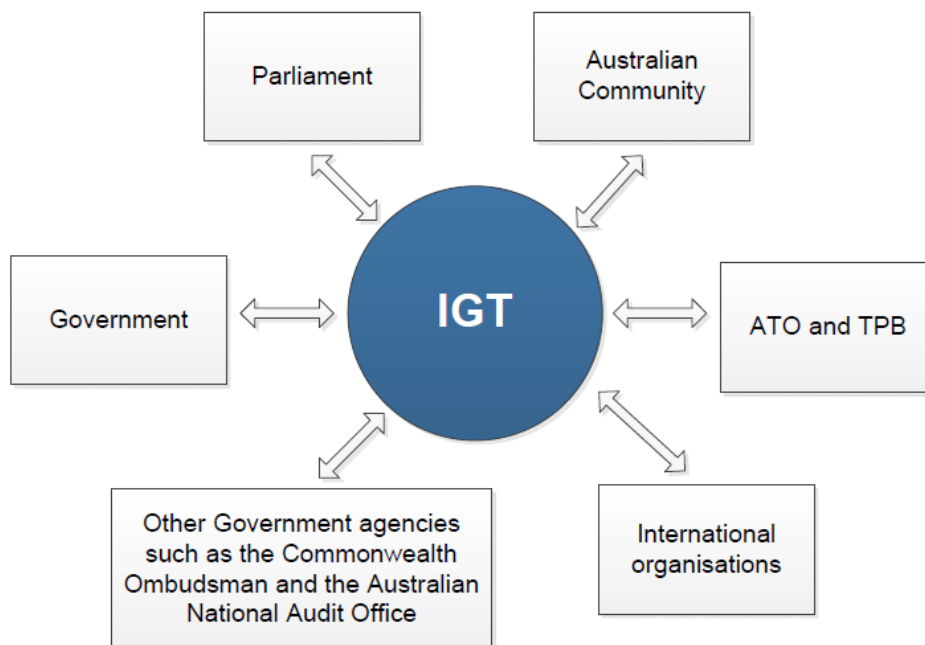 Parliament
Australian
Community
Government
IGT
ATO and TPB
Other Government agencies
such as the Commonwealth
Ombudsman and the Australian
National Audit Office
International
organisations